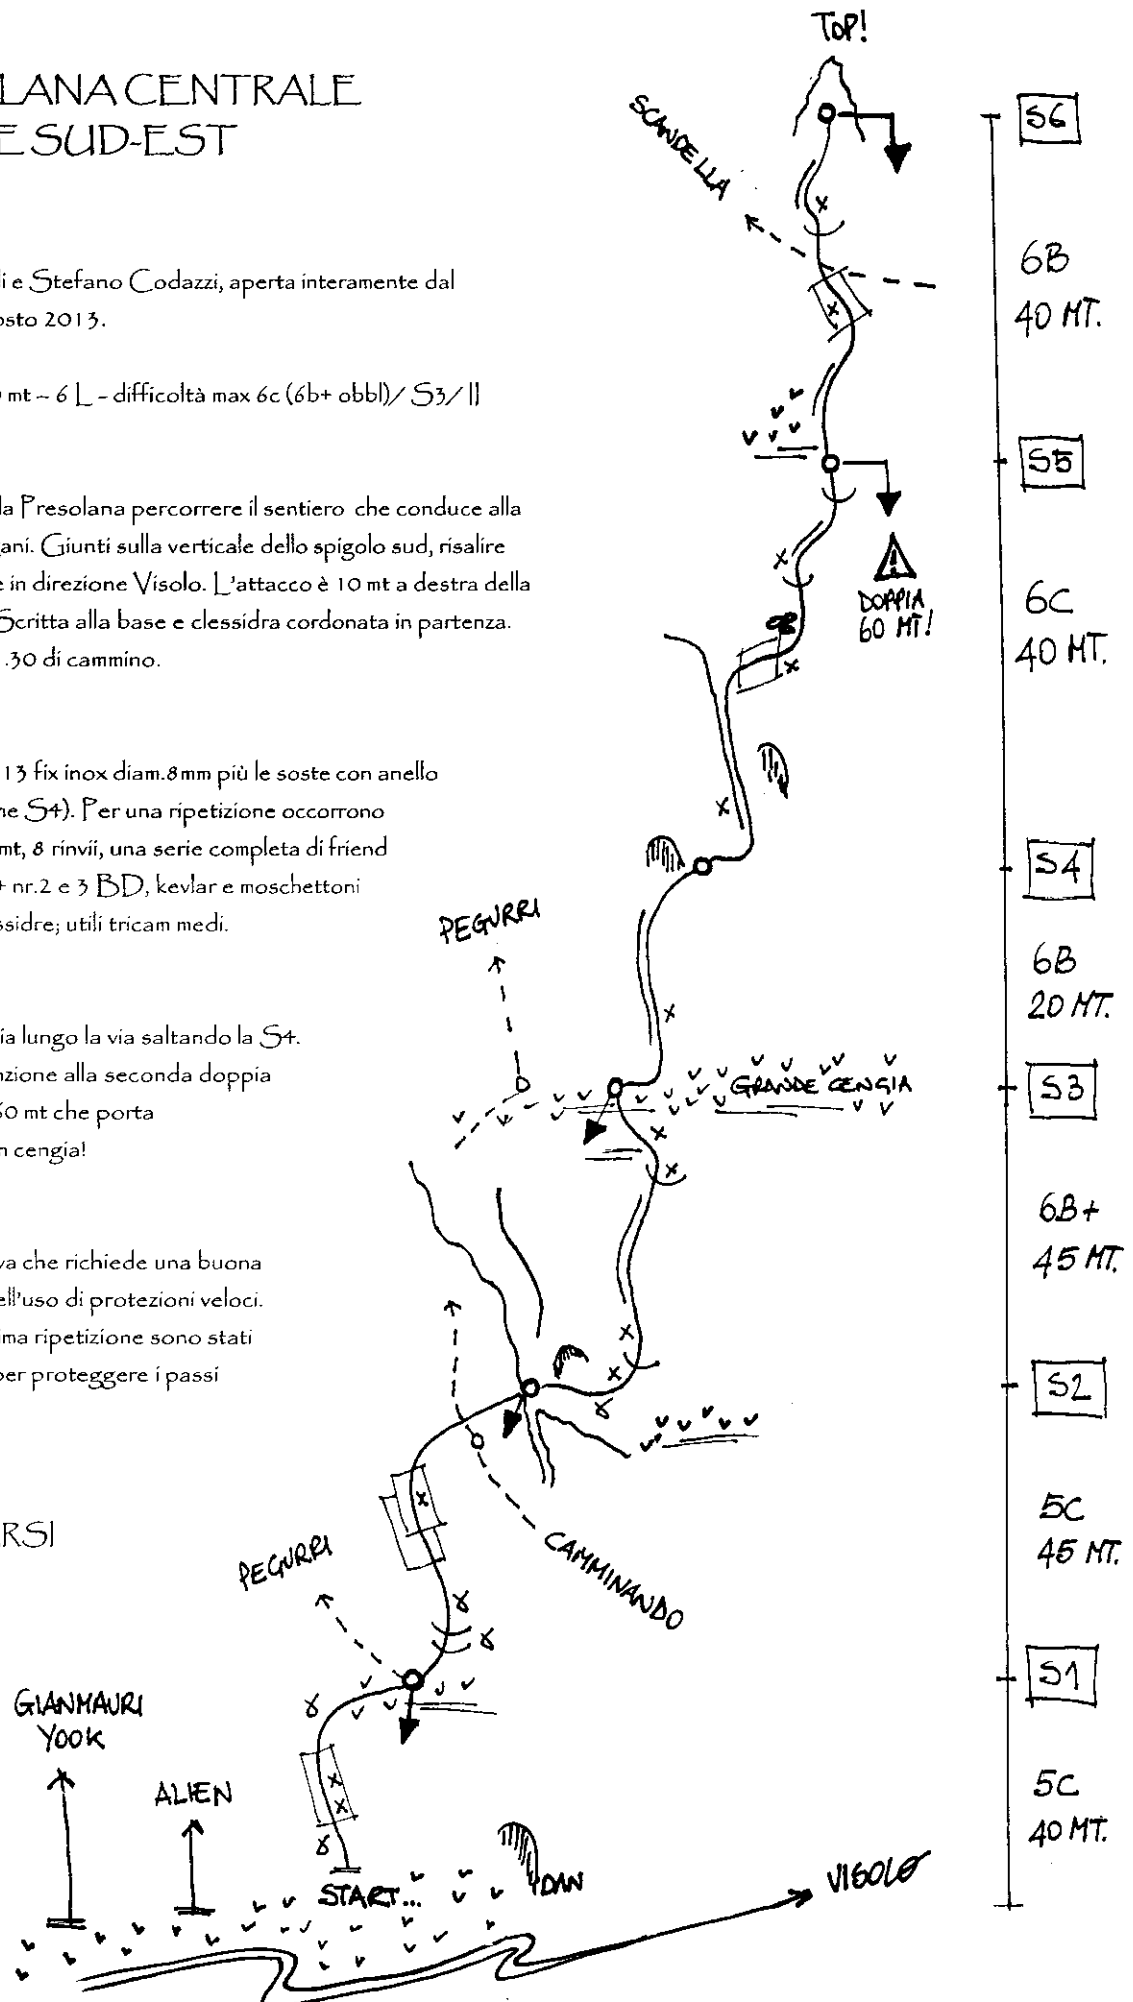 LANA CENTRALE
E SUD-EST
i e Stefano Codazzi, aperta interamente dal
osto 2013.
mt – 6 L - difficoltà max 6c (6b+ obbl)/ S3/ II
la Presolana percorrere il sentiero che conduce alla
gani. Giunti sulla verticale dello spigolo sud, risalire
e in direzione Visolo. L'attacco è 10 mt a destra della
Scritta alla base e clessidra cordonata in partenza.
.30 di cammino.
13 fix inox diam.8mm più le soste con anello
ne S4). Per una ripetizione occorrono
mt, 8 rinvii, una serie completa di friend
+ nr.2 e 3 BD, kevlar e moschettoni
ssidre; utili tricam medi.
ia lungo la via saltando la S4.
nzione alla seconda doppia
60 mt che porta
n cengia!
va che richiede una buona
ell'uso di protezioni veloci.
ima ripetizione sono stati
per proteggere i passi
RSI
TOP!
SCANDELLA
S6
6B
40 MT.
S5
DOPPIA
60 MT!
6C
40 MT.
S4
PEGURRI
6B
20 MT.
GRANDE CENGIA
S3
6B+
45 MT.
S2
5C
45 MT.
CAMMINANDO
PEGURRI
S1
GIANMAURI
YOOK
ALIEN
5C
40 MT.
START...
DAN
VISOLO